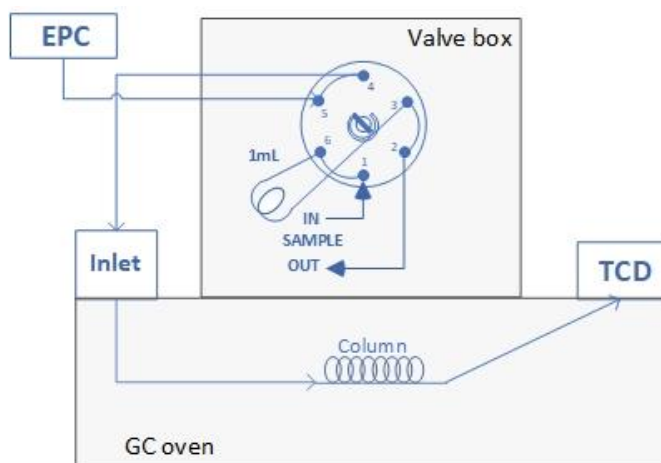 EPC
Valve box
4
3
5
6
2
1mL
1
IN
SAMPLE
OUT
Inlet
TCD
Column
GC oven